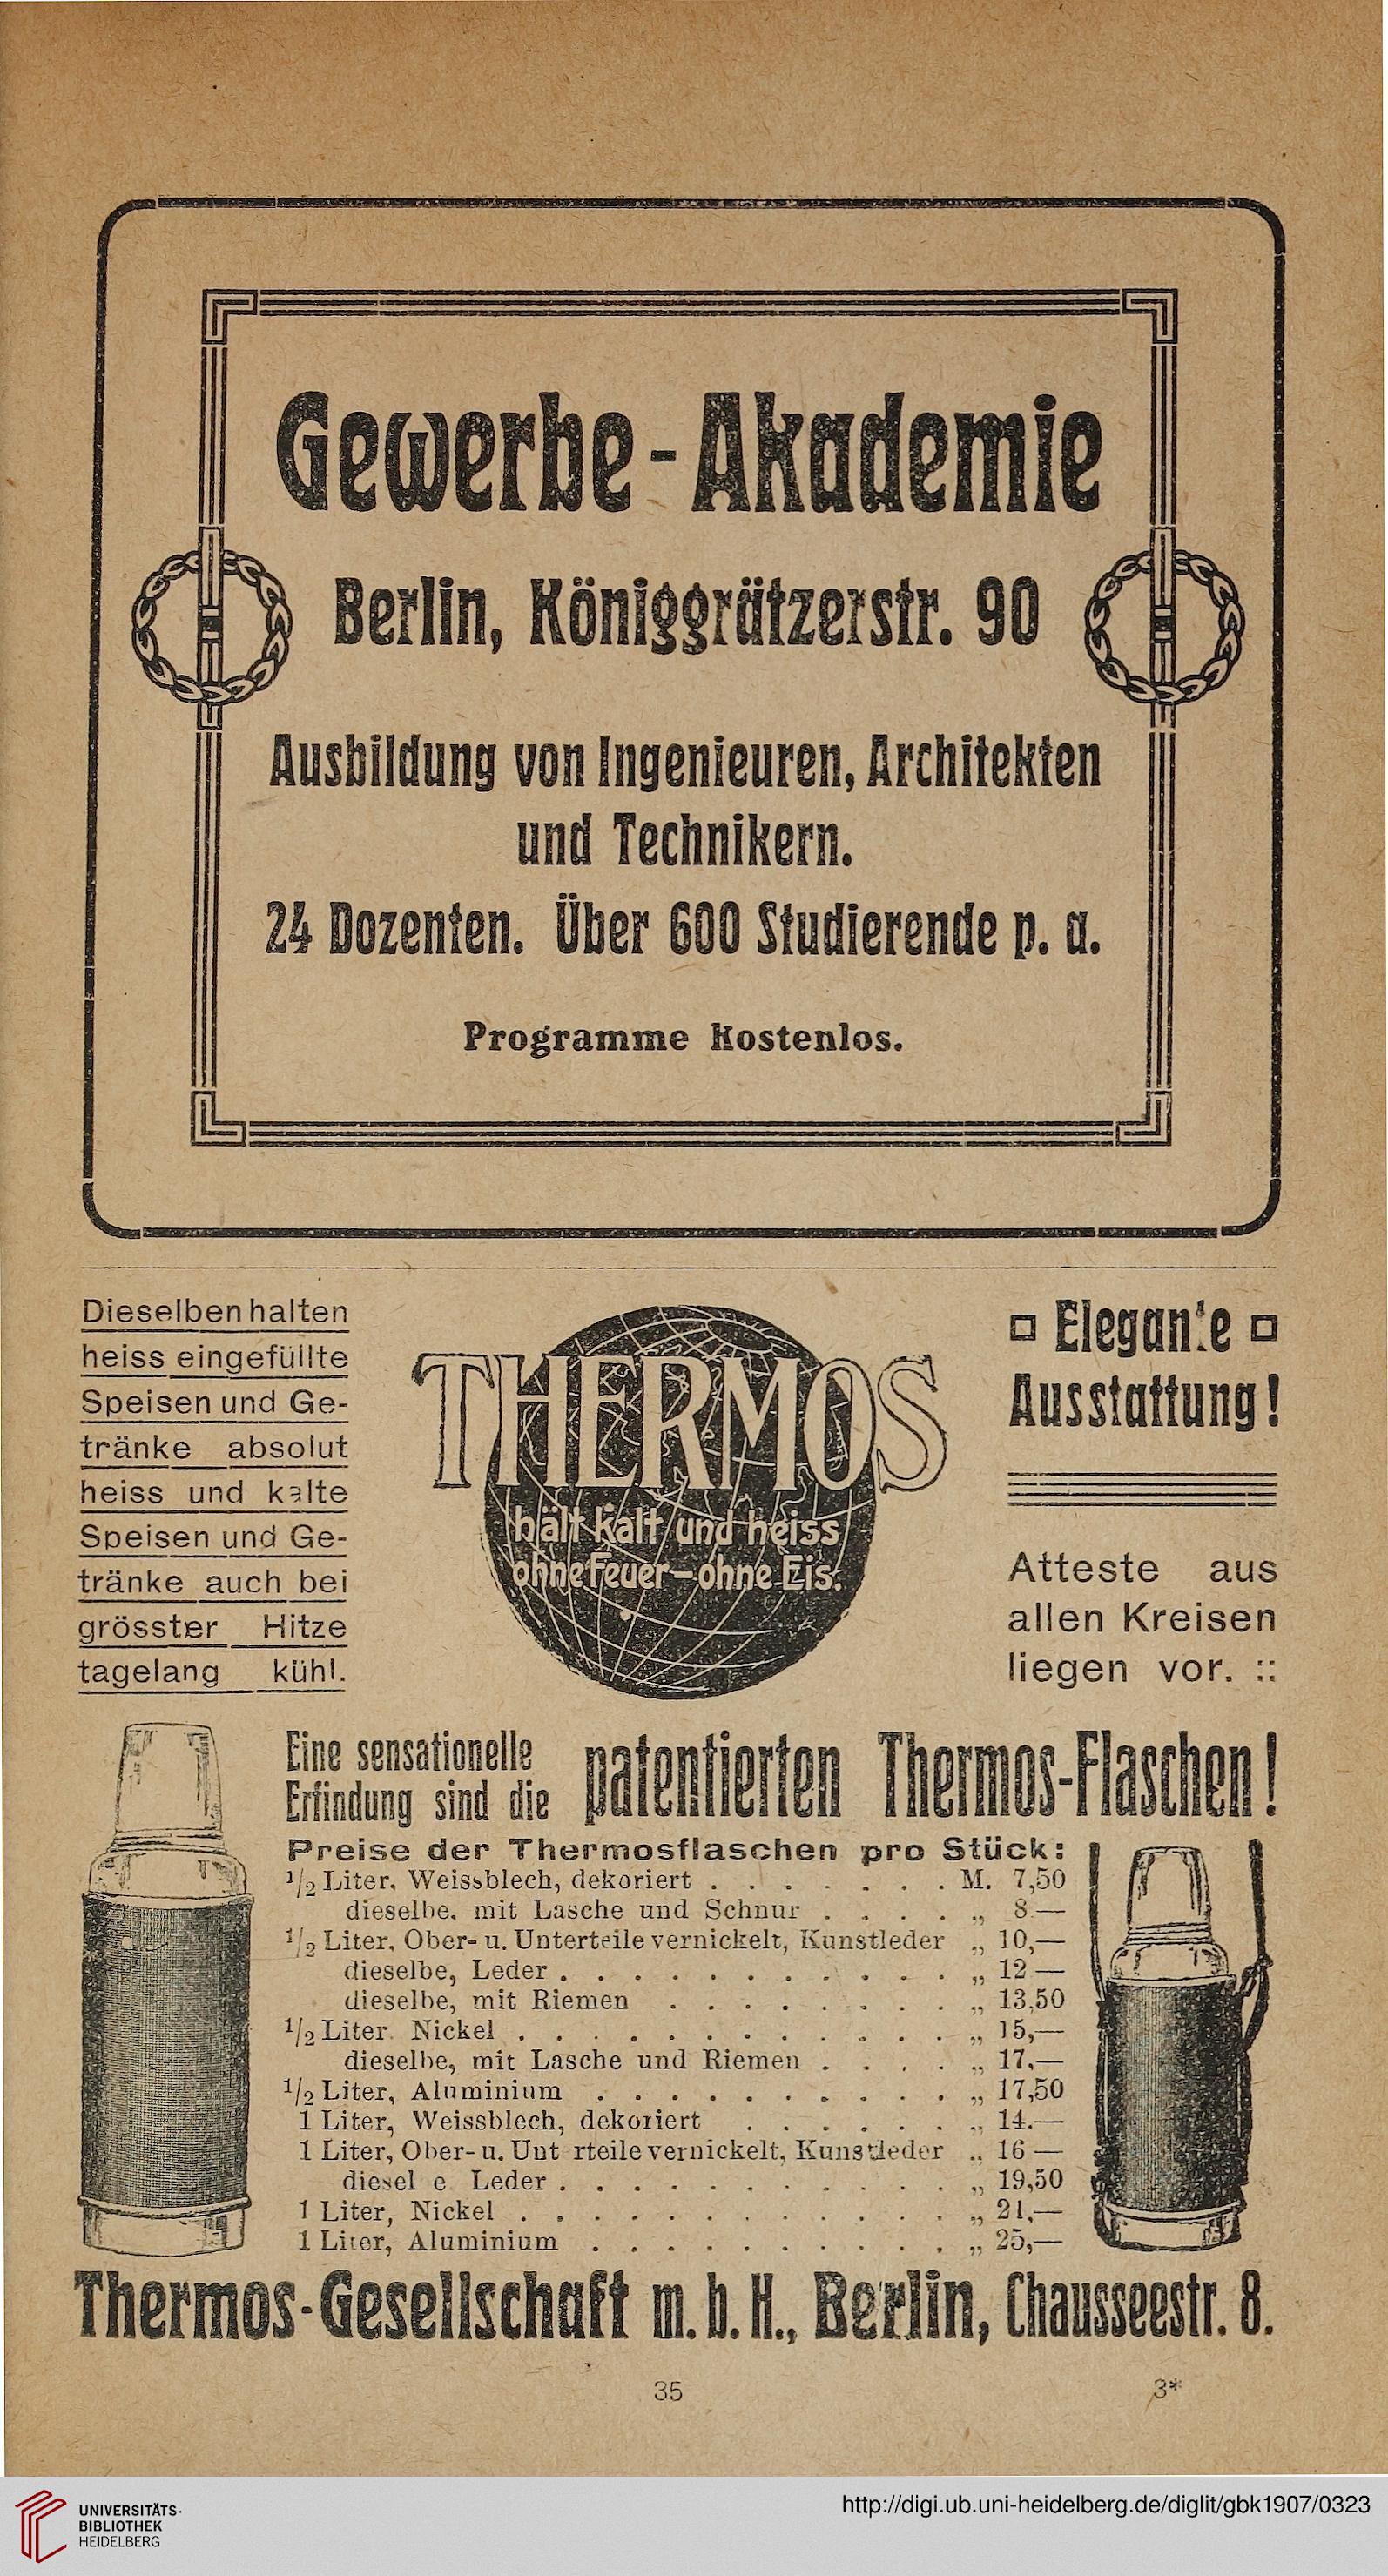 Gewerbe-Akademie
Berlin, Königgrätzerstr. 90
Ausbildung von Ingenieuren, Architekten
und Technikern.
24 Dozenten. Über 600 Studierende p. a.
Programme kostenlos.
Dieselben halten
heiss eingefüllte
Speisen und Ge-
tränke absolut
heiss und kalte
Speisen und Ge-
tränke auch bei
grösster Hitze
tagelang kühl.
THERMOS
hält kalt und heiss
ohne Feuer – ohne Eis.
Elegante
Ausstattung!
Atteste aus
allen Kreisen
liegen vor. ::
Eine sensationelle
Erfindung sind die
patentierten Thermos-Flaschen!
Preise der Thermosflaschen pro Stück:
1/2 Liter, Weissblech, dekoriert . . . . . . . M. 7,50
dieselbe, mit Lasche und Schnur . . . . . „ 8 —
1/2 Liter, Ober- u. Unterteile vernickelt, Kunstleder „ 10,—
dieselbe, Leder . . . . . . . . . . . „ 12 —
dieselbe, mit Riemen . . . . . . . . „ 13,50
1/2 Liter Nickel . . . . . . . . . . . . „ 15,—
dieselbe, mit Lasche und Riemen . . . . „ 17,—
1/2 Liter, Aluminium . . . . . . . . . . „ 17,50
1 Liter, Weissblech, dekoriert . . . . . . „ 14.—
1 Liter, Ober- u. Unt rteile vernickelt, Kunstleder „ 16 —
diesel e Leder . . . . . . . . . . . „ 19,50
1 Liter, Nickel . . . . . . . . . . . . „ 21,—
1 Liter, Aluminium . . . . . . . . . . „ 25,—
Thermos-Gesellschaft m. b. H., Berlin, Chausseestr. 8.
35
3*
UNIVERSITÄTS-
BIBLIOTHEK
HEIDELBERG
http://digi.ub.uni-heidelberg.de/diglit/gbk1907/0323